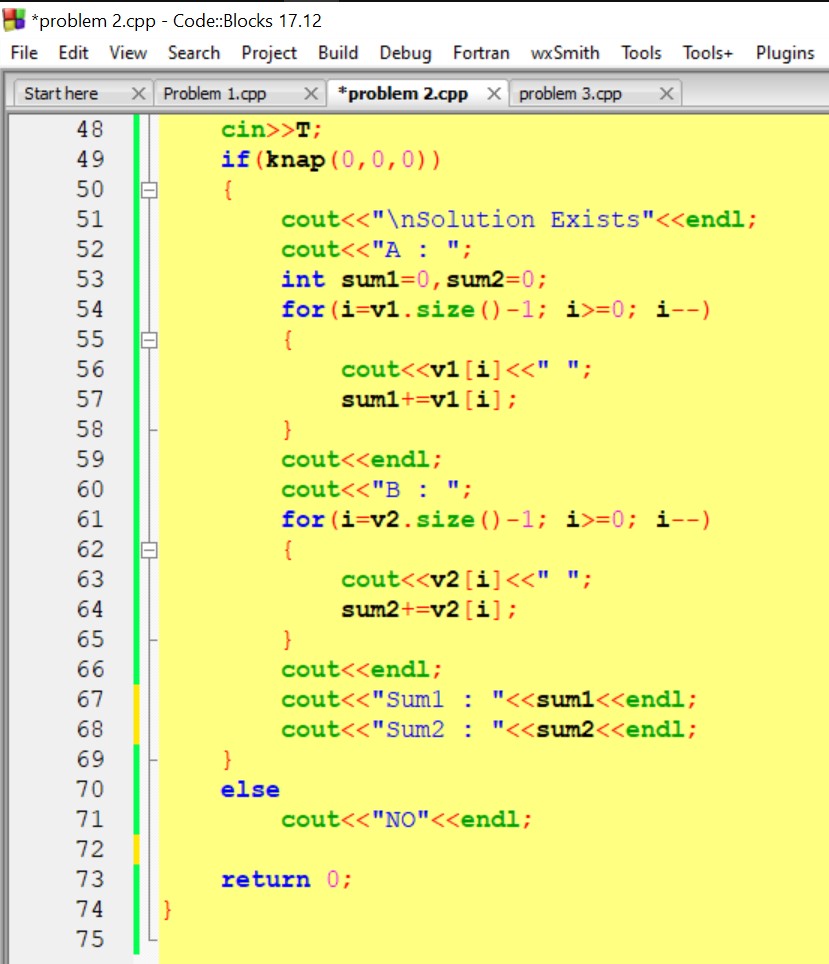 *problem 2.cpp - Code::Blocks 17.12
File Edit View Search Project Build Debug Fortran wxSmith Tools Tools+ Plugins
Start here Problem 1.cpp *problem 2.cpp problem 3.cpp
48 cin>>T;
49 if(knap(0,0,0))
50 {
51 cout<<"\nSolution Exists"<<endl;
52 cout<<"A : ";
53 int sum1=0,sum2=0;
54 for(i=v1.size()-1; i>=0; i--)
55 {
56 cout<<v1[i]<<" ";
57 sum1+=v1[i];
58 }
59 cout<<endl;
60 cout<<"B : ";
61 for(i=v2.size()-1; i>=0; i--)
62 {
63 cout<<v2[i]<<" ";
64 sum2+=v2[i];
65 }
66 cout<<endl;
67 cout<<"Sum1 : "<<sum1<<endl;
68 cout<<"Sum2 : "<<sum2<<endl;
69 }
70 else
71 cout<<"NO"<<endl;
72
73 return 0;
74 }
75